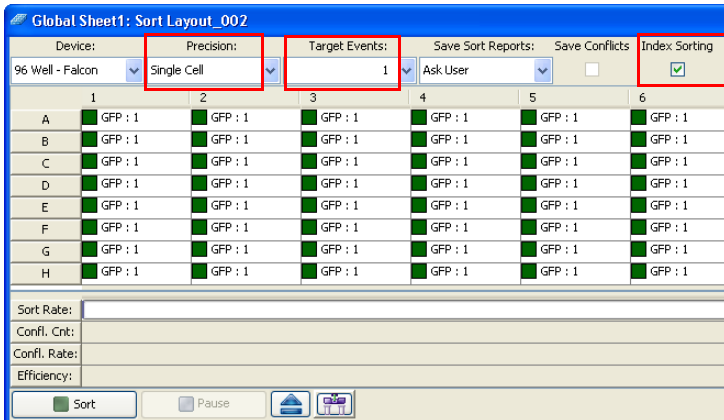 Global Sheet1: Sort Layout_002
Device: Precision: Target Events: Save Sort Reports: Save Conflicts Index Sorting
96 Well - Falcon Single Cell 1 Ask User
1 2 3 4 5 6
A GFP : 1 GFP : 1 GFP : 1 GFP : 1 GFP : 1 GFP : 1
B GFP : 1 GFP : 1 GFP : 1 GFP : 1 GFP : 1 GFP : 1
C GFP : 1 GFP : 1 GFP : 1 GFP : 1 GFP : 1 GFP : 1
D GFP : 1 GFP : 1 GFP : 1 GFP : 1 GFP : 1 GFP : 1
E GFP : 1 GFP : 1 GFP : 1 GFP : 1 GFP : 1 GFP : 1
F GFP : 1 GFP : 1 GFP : 1 GFP : 1 GFP : 1 GFP : 1
G GFP : 1 GFP : 1 GFP : 1 GFP : 1 GFP : 1 GFP : 1
H GFP : 1 GFP : 1 GFP : 1 GFP : 1 GFP : 1 GFP : 1
Sort Rate:
Confl. Cnt:
Confl. Rate:
Efficiency:
Sort Pause